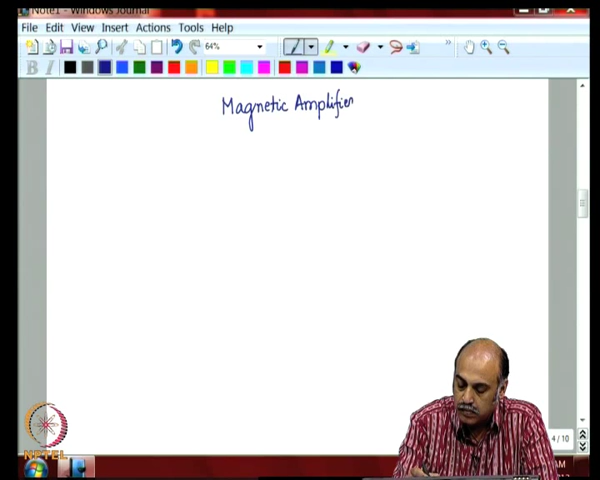 Note1 - Windows Journal
File Edit View Insert Actions Tools Help
64%
B I
Magnetic Amplifier
4 / 10
NPTEL